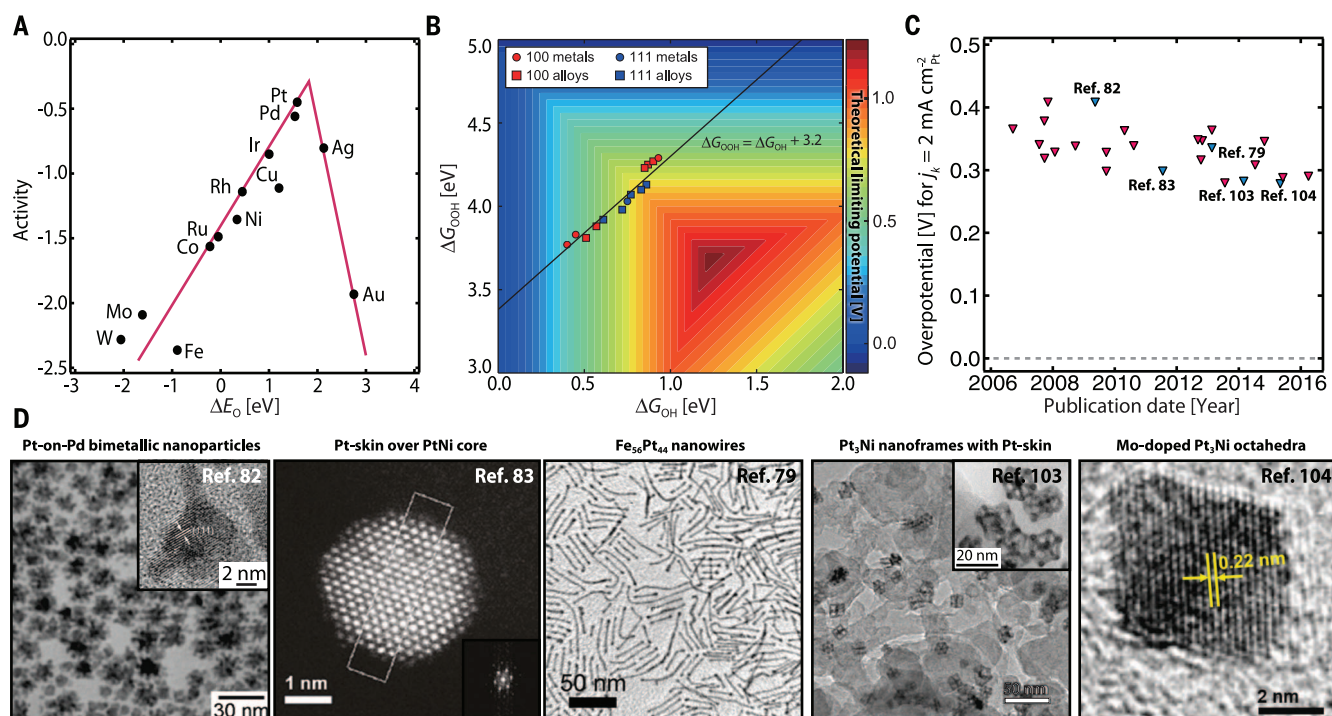 A
0.0
-0.5
-1.0
-1.5
-2.0
-2.5
Activity
-3
-2
-1
0
1
2
3
4
ΔE_O [eV]
Pt
Pd
Ir
Ag
Cu
Rh
Ni
Ru
Co
Mo
W
Fe
Au
B
100 metals
111 metals
100 alloys
111 alloys
ΔG_OOH = ΔG_OH + 3.2
5.0
4.5
4.0
3.5
3.0
ΔG_OOH [eV]
0.0
0.5
1.0
1.5
2.0
ΔG_OH [eV]
Theoretical limiting potential [V]
1.0
0.5
0.0
C
0.5
0.4
0.3
0.2
0.1
0.0
Overpotential [V] for j_k = 2 mA cm⁻²_Pt
Ref. 82
Ref. 79
Ref. 83
Ref. 103
Ref. 104
2006
2008
2010
2012
2014
2016
Publication date [Year]
D
Pt-on-Pd bimetallic nanoparticles
Ref. 82
(111)
2 nm
30 nm
Pt-skin over PtNi core
Ref. 83
1 nm
Fe₅₆Pt₄₄ nanowires
Ref. 79
50 nm
Pt₃Ni nanoframes with Pt-skin
Ref. 103
20 nm
50 nm
Mo-doped Pt₃Ni octahedra
Ref. 104
0.22 nm
2 nm